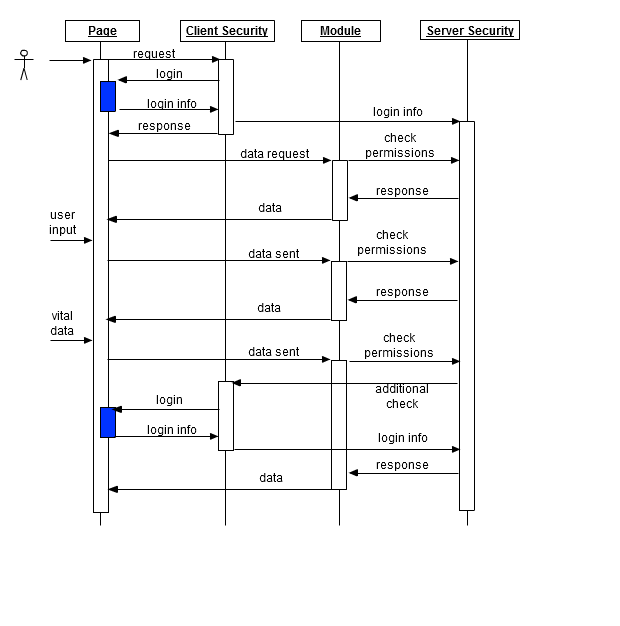 Page
Client Security
Module
Server Security
request
login
login info
login info
response
check
permissions
data request
response
data
user
input
check
permissions
data sent
response
data
vital
data
check
permissions
data sent
additional
check
login
login info
login info
response
data